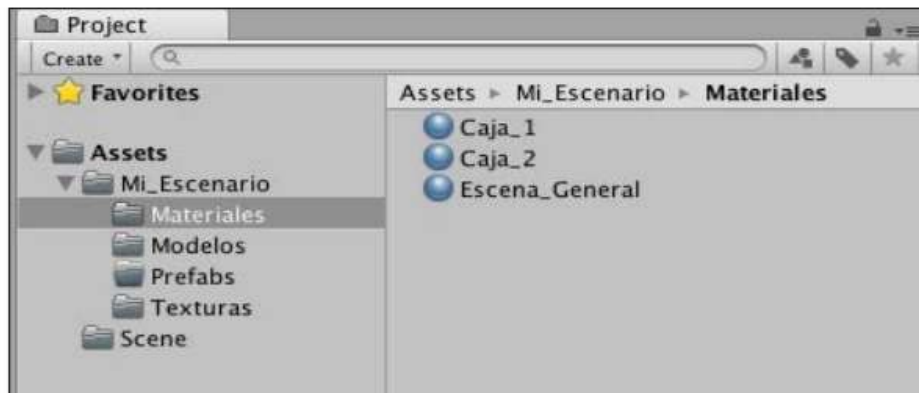 Project
Create
Favorites
Assets ▸ Mi_Escenario ▸ Materiales
Caja_1
Caja_2
Escena_General
Assets
Mi_Escenario
Materiales
Modelos
Prefabs
Texturas
Scene